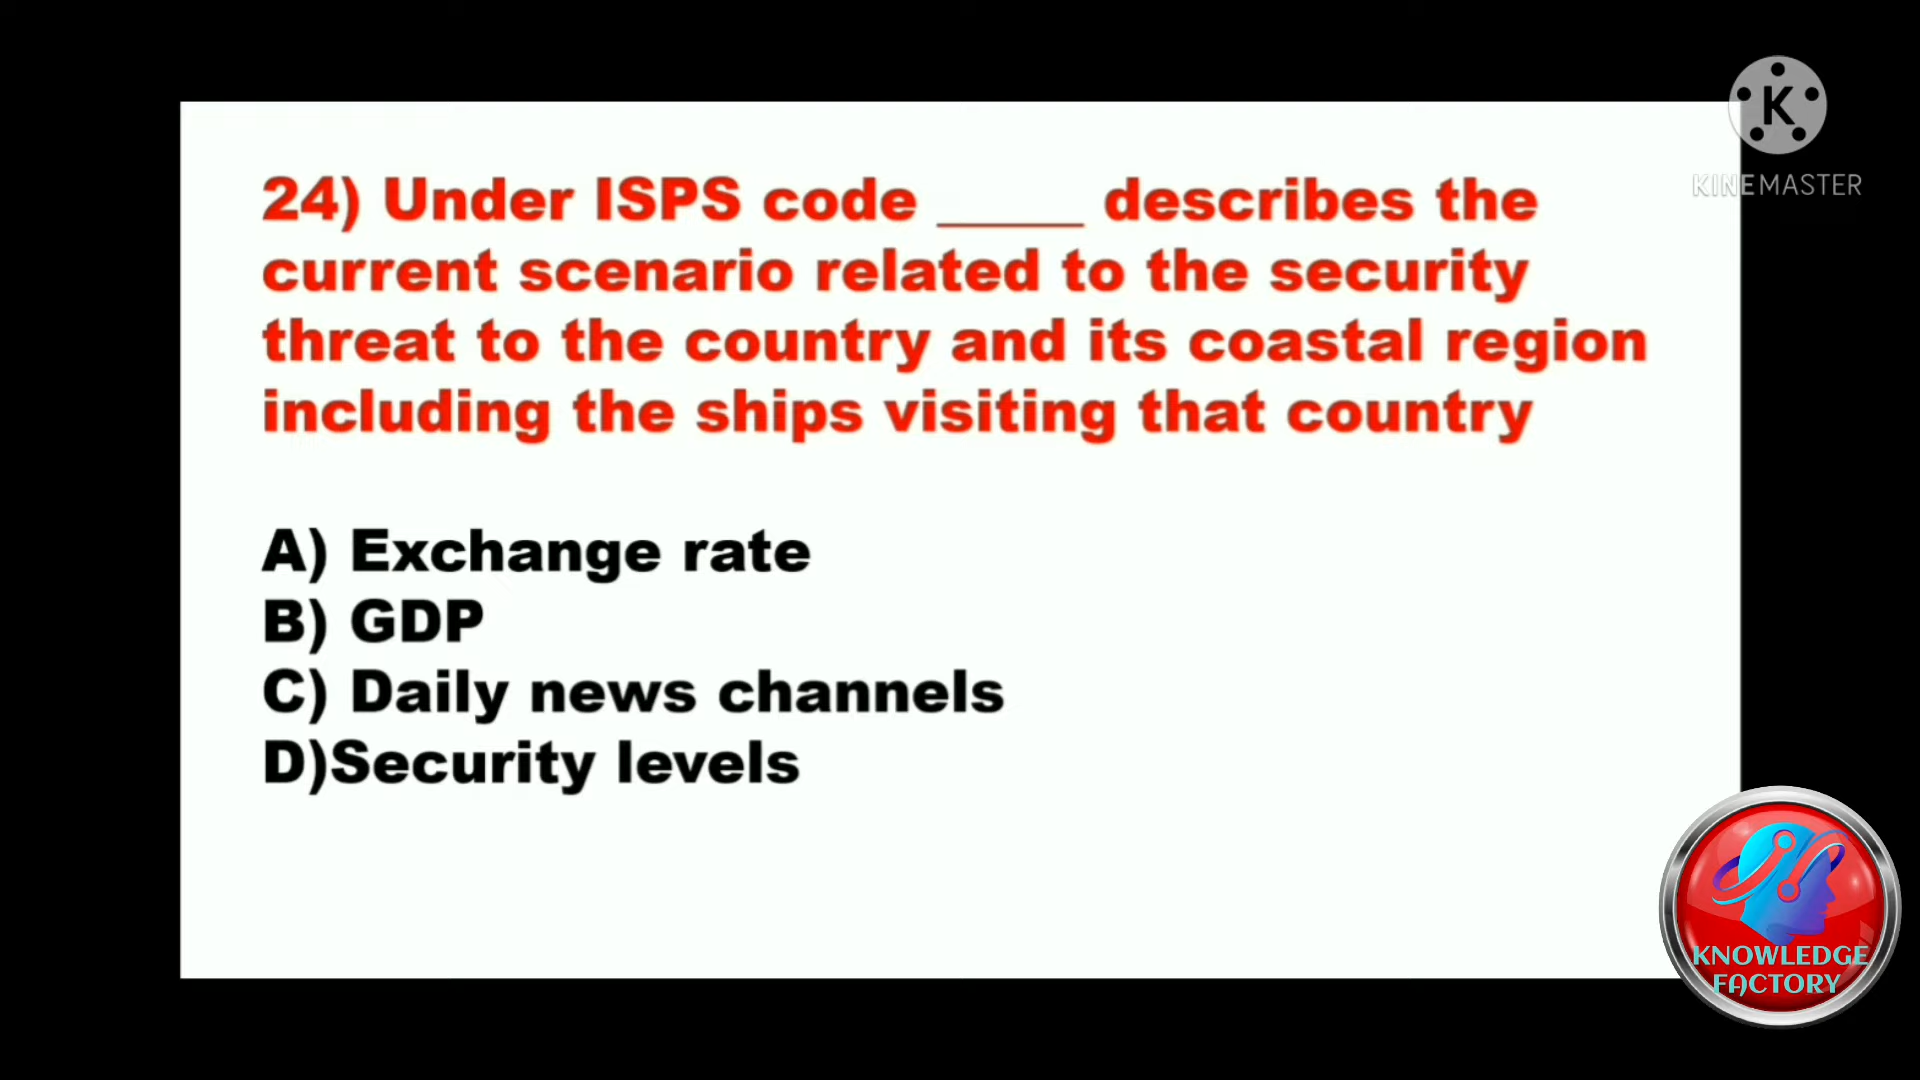 K
KINEMASTER
24) Under ISPS code _____ describes the
current scenario related to the security
threat to the country and its coastal region
including the ships visiting that country
A) Exchange rate
B) GDP
C) Daily news channels
D)Security levels
KNOWLEDGE
FACTORY